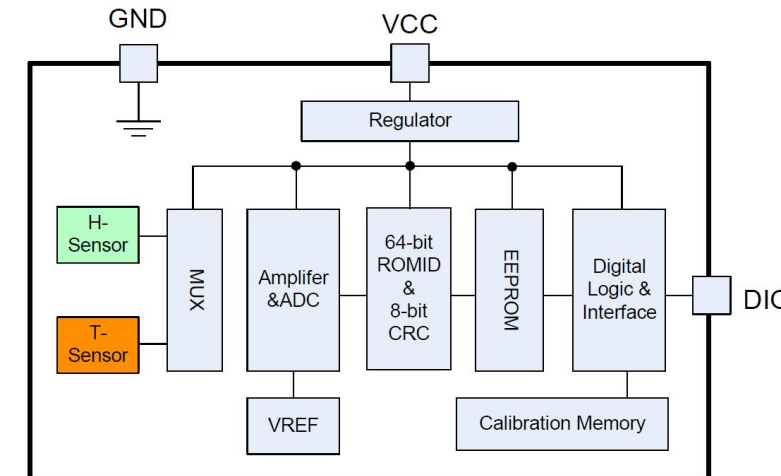 GND
VCC
Regulator
H-
Sensor
T-
Sensor
MUX
Amplifer
&ADC
64-bit
ROMID
&
8-bit
CRC
EEPROM
Digital
Logic &
Interface
DIO
VREF
Calibration Memory